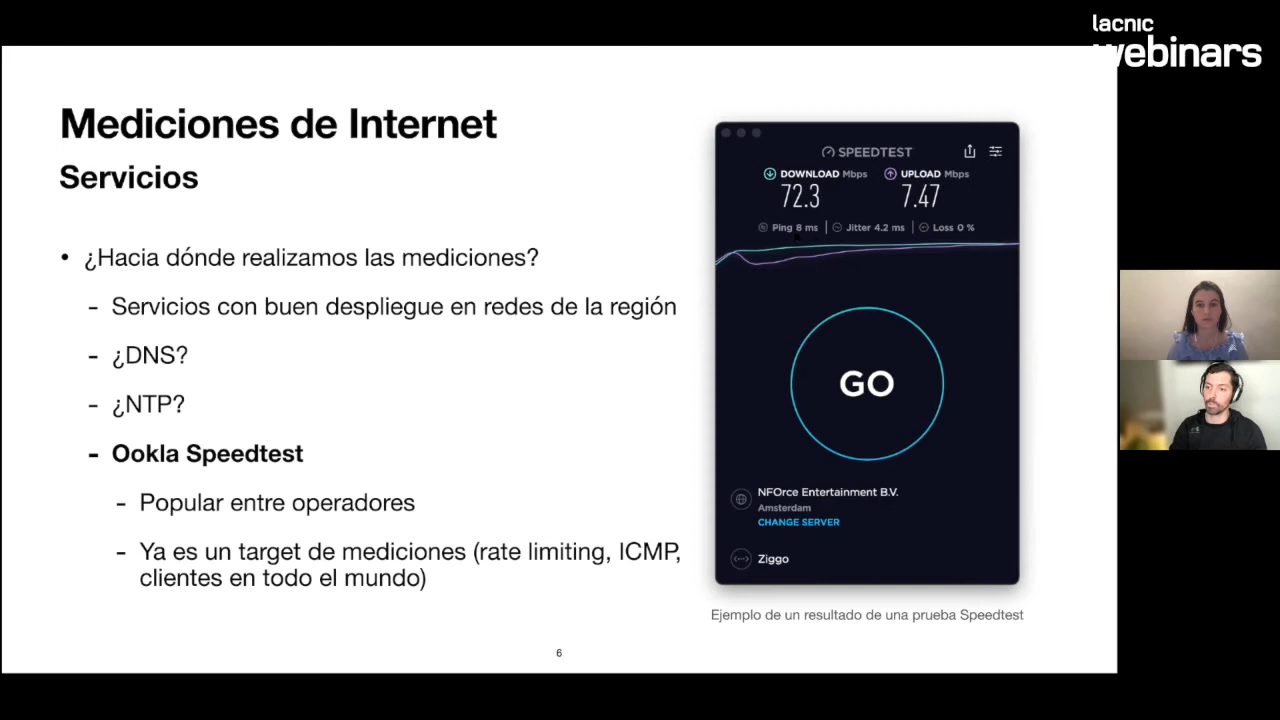 lacnic
webinars
Mediciones de Internet
Servicios
• ¿Hacia dónde realizamos las mediciones?
- Servicios con buen despliegue en redes de la región
- ¿DNS?
- ¿NTP?
- Ookla Speedtest
- Popular entre operadores
- Ya es un target de mediciones (rate limiting, ICMP,
clientes en todo el mundo)
SPEEDTEST
DOWNLOAD Mbps UPLOAD Mbps
72.3 7.47
Ping 8 ms Jitter 4.2 ms Loss 0 %
GO
NFOrce Entertainment B.V.
Amsterdam
CHANGE SERVER
Ziggo
Ejemplo de un resultado de una prueba Speedtest
6